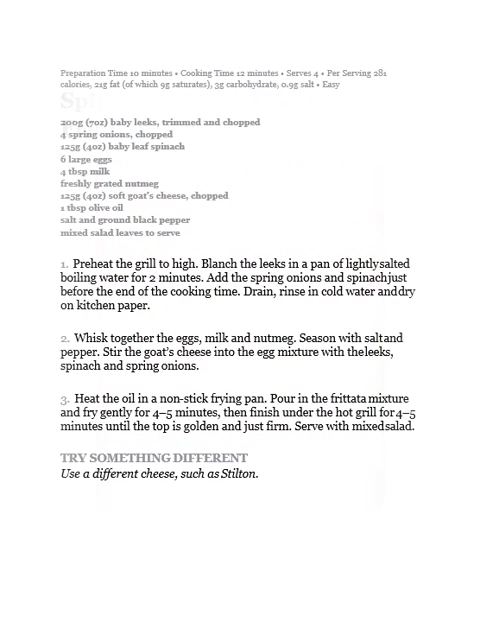 Preparation Time 10 minutes • Cooking Time 12 minutes • Serves 4 • Per Serving 281
calories, 21g fat (of which 9g saturates), 3g carbohydrate, 0.9g salt • Easy
200g (7oz) baby leeks, trimmed and chopped
4 spring onions, chopped
125g (4oz) baby leaf spinach
6 large eggs
4 tbsp milk
freshly grated nutmeg
125g (4oz) soft goat's cheese, chopped
1 tbsp olive oil
salt and ground black pepper
mixed salad leaves to serve
1. Preheat the grill to high. Blanch the leeks in a pan of lightlysalted
boiling water for 2 minutes. Add the spring onions and spinachjust
before the end of the cooking time. Drain, rinse in cold water anddry
on kitchen paper.
2. Whisk together the eggs, milk and nutmeg. Season with saltand
pepper. Stir the goat’s cheese into the egg mixture with theleeks,
spinach and spring onions.
3. Heat the oil in a non-stick frying pan. Pour in the frittata mixture
and fry gently for 4–5 minutes, then finish under the hot grill for4–5
minutes until the top is golden and just firm. Serve with mixedsalad.
TRY SOMETHING DIFFERENT
Use a different cheese, such as Stilton.